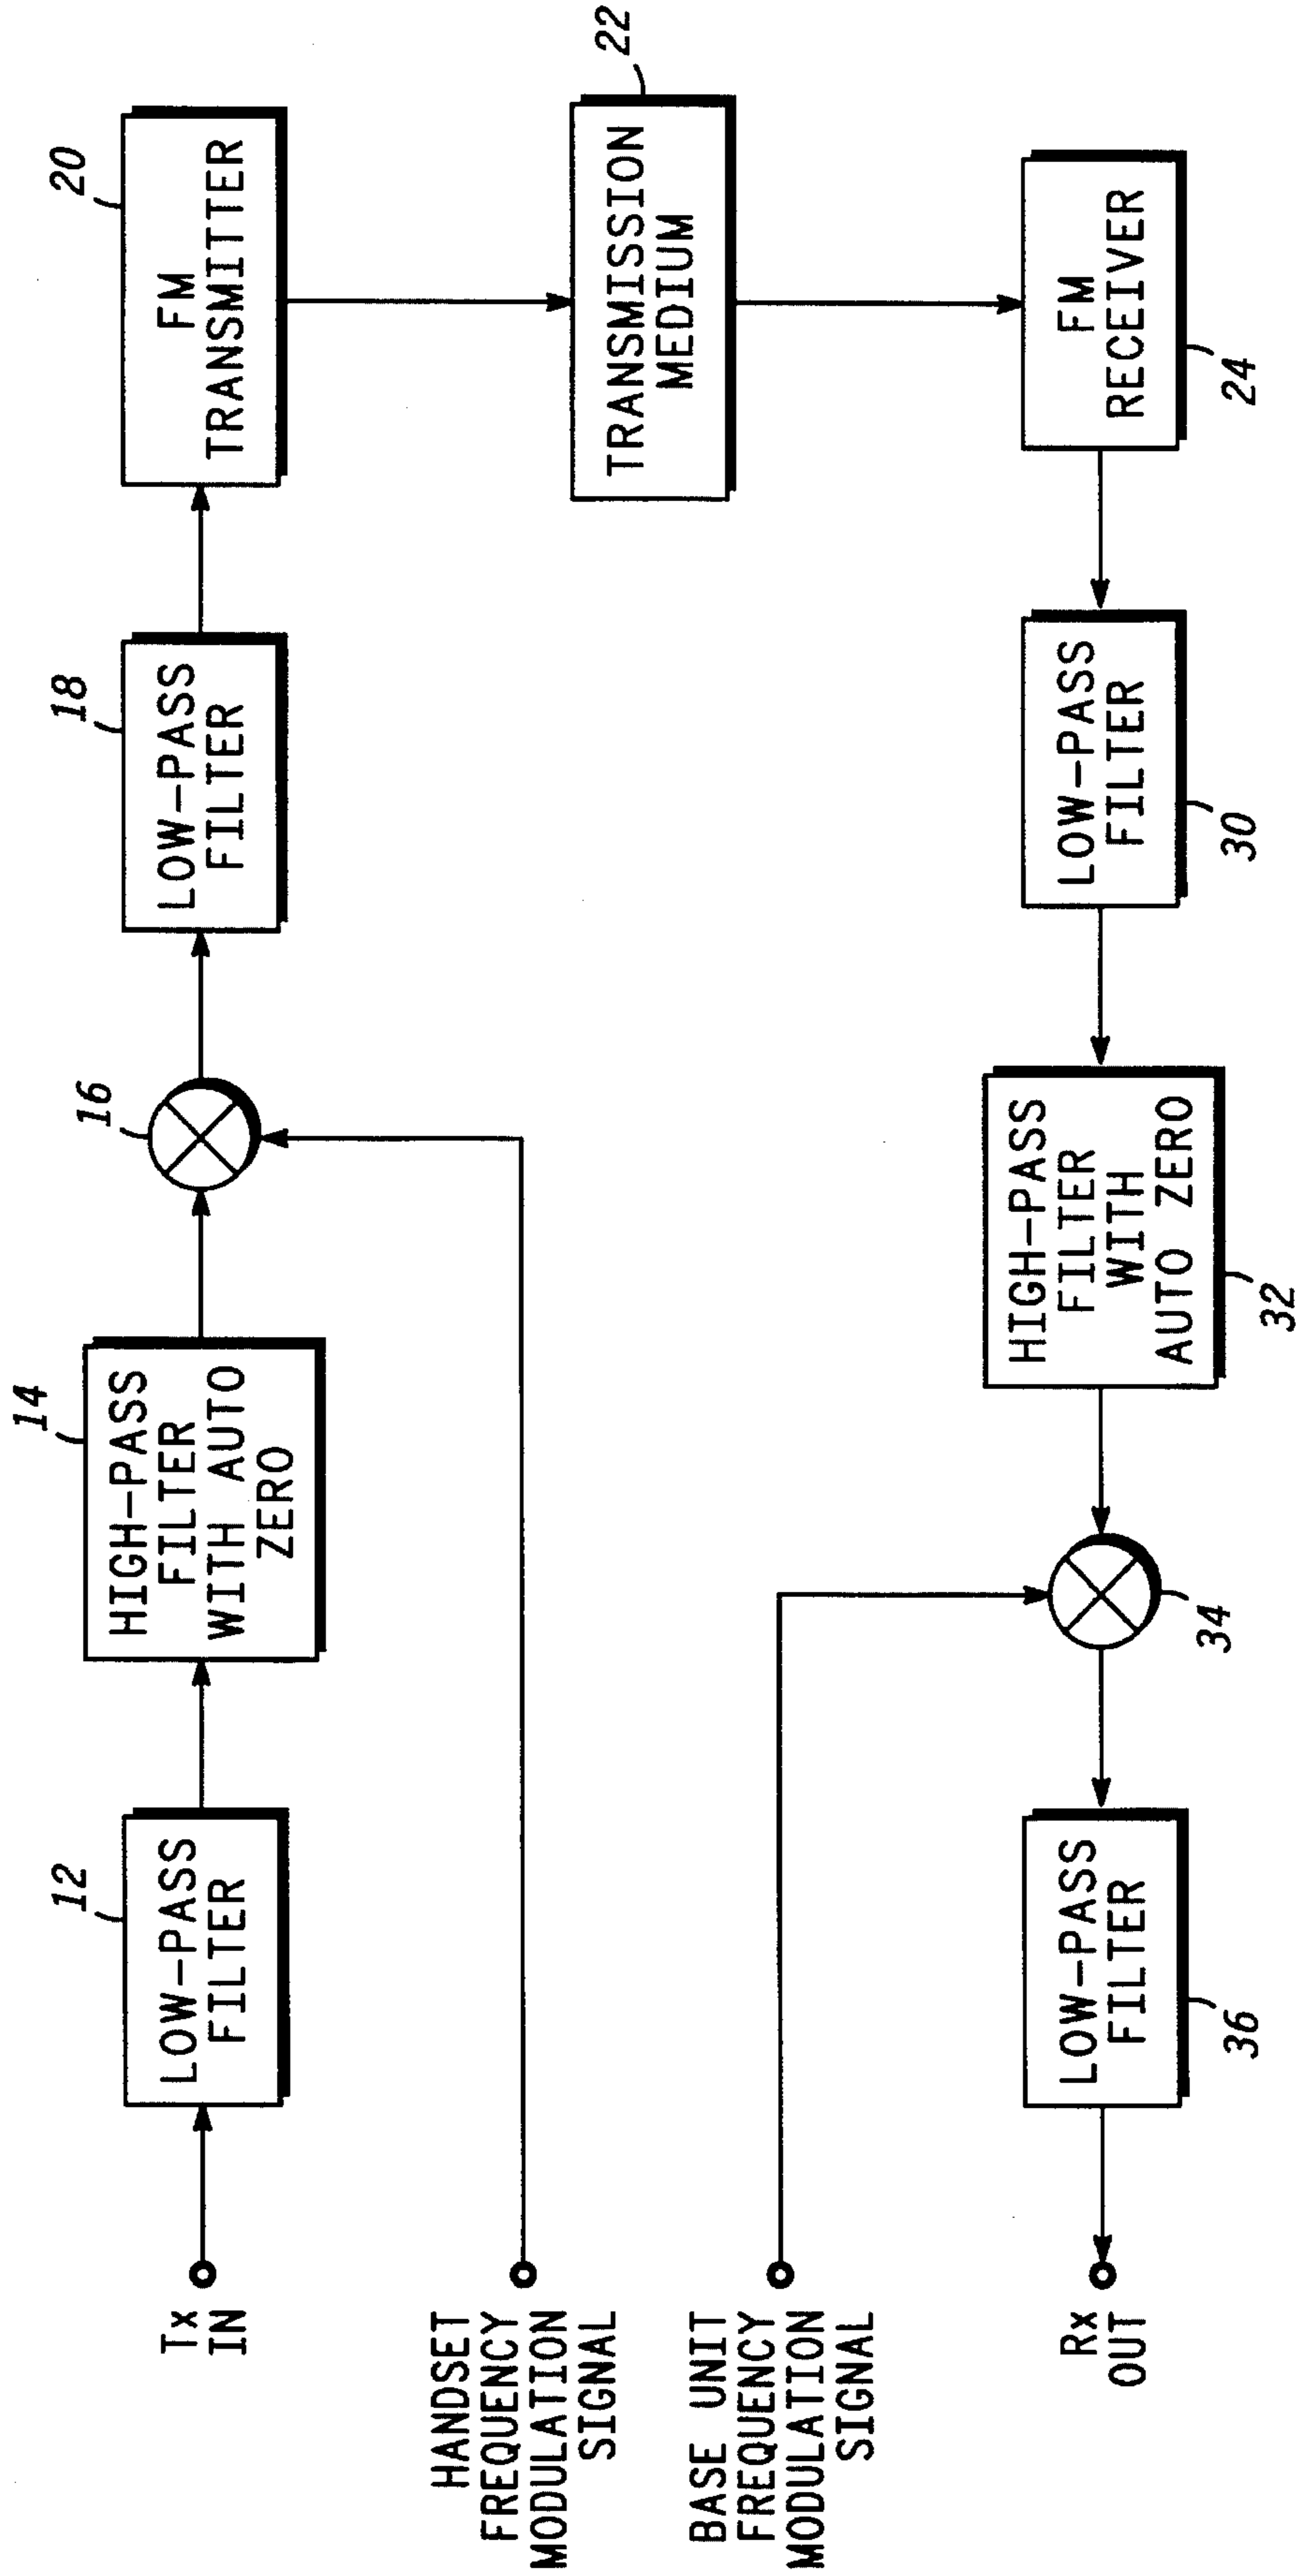 12
LOW-PASS
FILTER
14
HIGH-PASS
FILTER
WITH AUTO
ZERO
16
18
LOW-PASS
FILTER
20
FM
TRANSMITTER
Tx
IN
HANDSET
FREQUENCY
MODULATION
SIGNAL
22
TRANSMISSION
MEDIUM
BASE UNIT
FREQUENCY
MODULATION
SIGNAL
Rx
OUT
LOW-PASS
FILTER
36
34
HIGH-PASS
FILTER
WITH
AUTO ZERO
32
LOW-PASS
FILTER
30
FM
RECEIVER
24